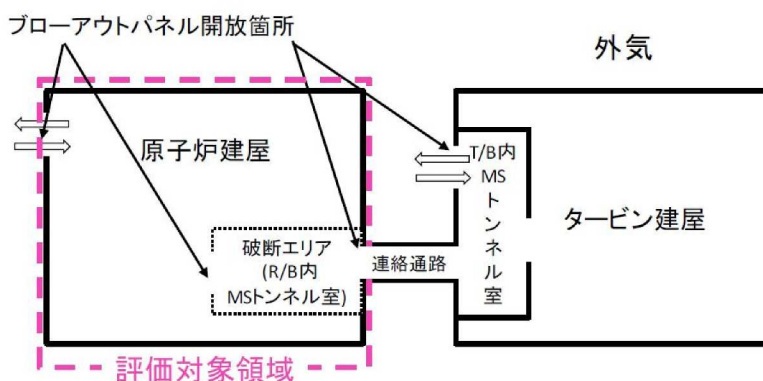 ブローアウトパネル開放箇所
外気
原子炉建屋
T/B内
MS
トンネル室
タービン建屋
破断エリア
(R/B内
MSトンネル室)
連絡通路
評価対象領域